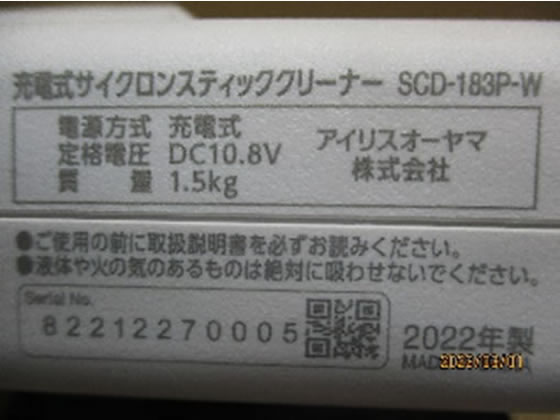 充電式サイクロンスティッククリーナー SCD-183P-W
電源方式 充電式
定格電圧 DC10.8V
質 量 1.5kg
アイリスオーヤマ
株式会社
●ご使用の前に取扱説明書を必ずお読みください。
●液体や火の気のあるものは絶対に吸わせないでください。
Serial No.
82212270005
2022年製